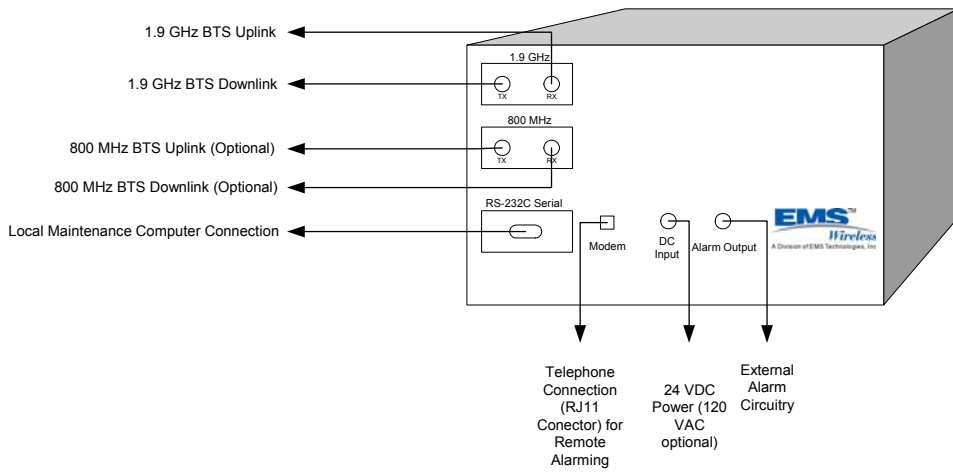 1.9 GHz BTS Uplink
1.9 GHz BTS Downlink
800 MHz BTS Uplink (Optional)
800 MHz BTS Downlink (Optional)
Local Maintenance Computer Connection
1.9 GHz
TX
RX
800 MHz
TX
RX
RS-232C Serial
Modem
DC
Input
Alarm Output
EMS™
Wireless
A Division of EMS Technologies, Inc
Telephone
Connection
(RJ11
Conector) for
Remote
Alarming
24 VDC
Power (120
VAC
optional)
External
Alarm
Circuitry